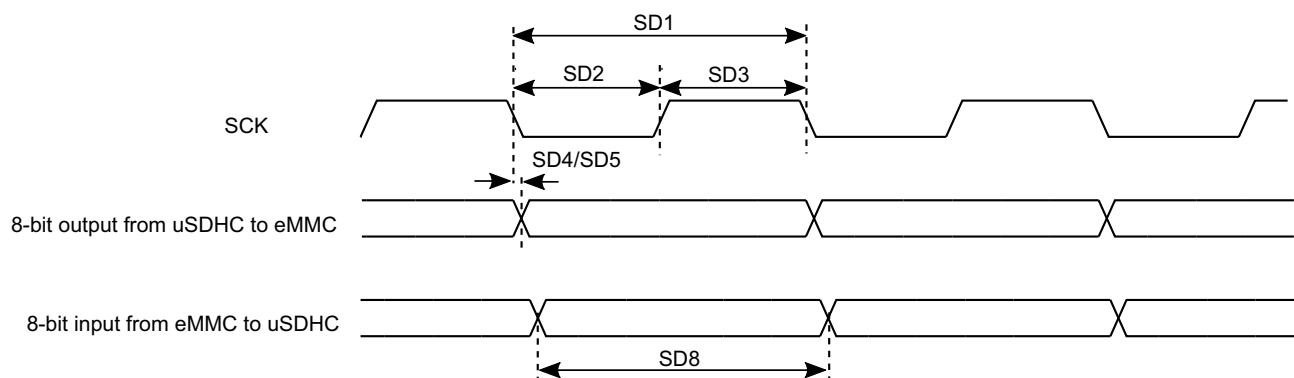 SD1
SD2
SD3
SCK
SD4/SD5
8-bit output from uSDHC to eMMC
8-bit input from eMMC to uSDHC
SD8